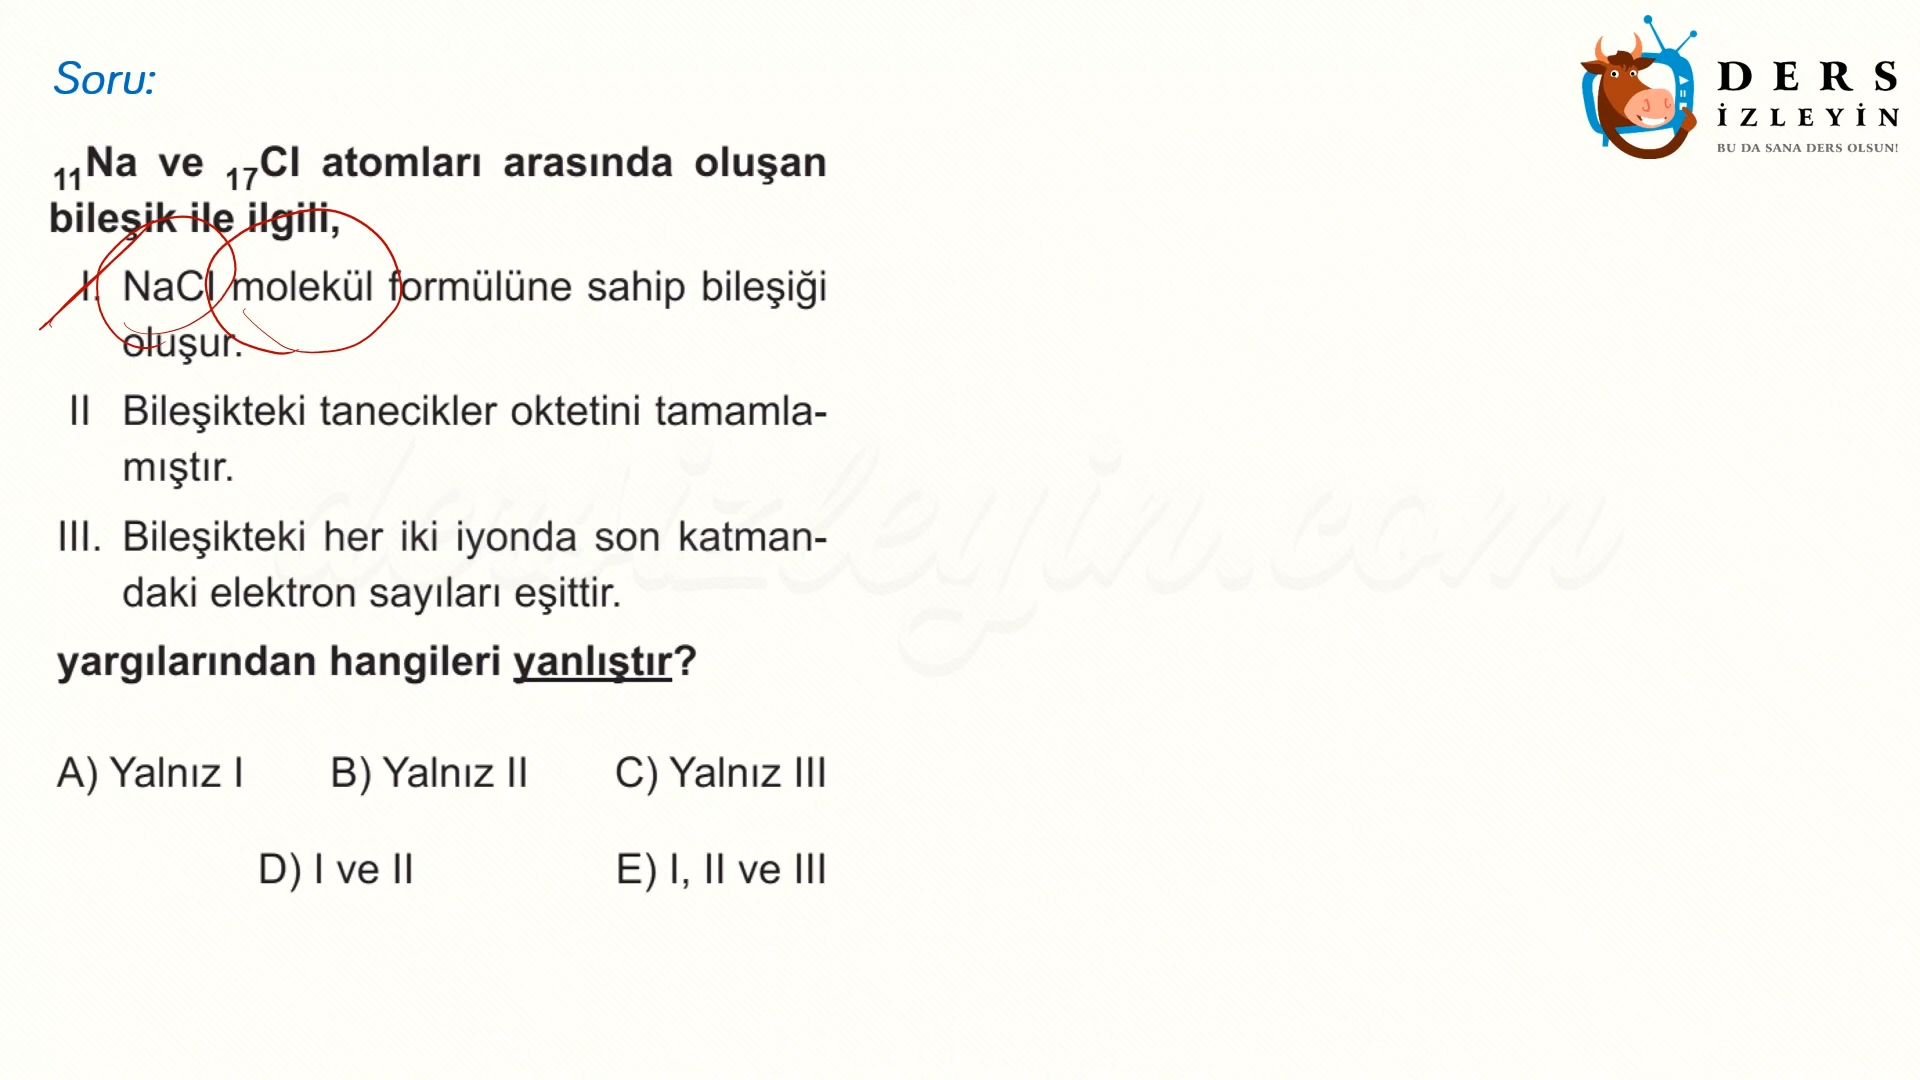 Soru:
DERS
İZLEYİN
BU DA SANA DERS OLSUN!
₁₁Na ve ₁₇Cl atomları arasında oluşan
bileşik ile ilgili,
I. NaCl molekül formülüne sahip bileşiği
oluşur.
II Bileşikteki tanecikler oktetini tamamla-
mıştır.
III. Bileşikteki her iki iyonda son katman-
daki elektron sayıları eşittir.
yargılarından hangileri yanlıştır?
A) Yalnız I B) Yalnız II C) Yalnız III
D) I ve II E) I, II ve III
dersizleyin.com